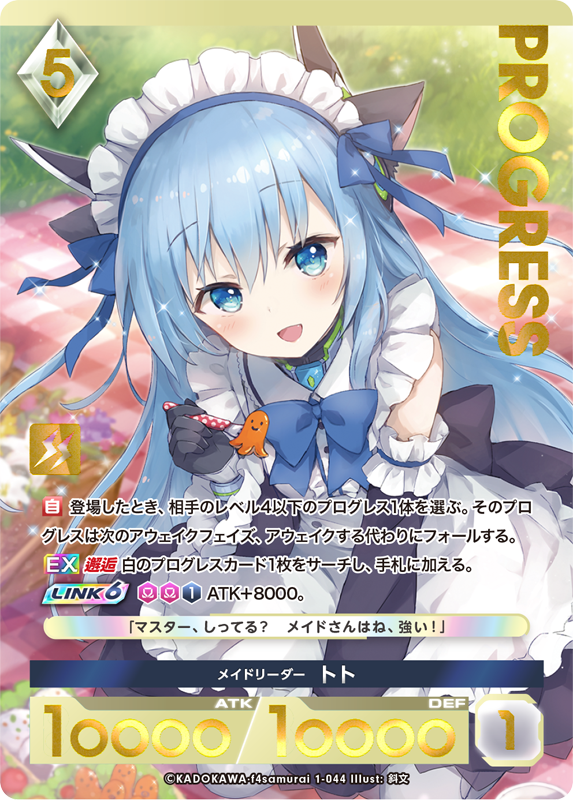 5
PROGRESS
自 登場したとき、相手のレベル4以下のプログレス1体を選ぶ。そのプロ
グレスは次のアウェイクフェイズ、アウェイクする代わりにフォールする。
EX 邂逅 白のプログレスカード1枚をサーチし、手札に加える。
LINK 6 1 ATK+8000。
「マスター、しってる？　メイドさんはね、強い！」
メイドリーダー　トト
ATK DEF
10000 / 10000 1
©KADOKAWA-f4samurai 1-044 Illust: 斜文